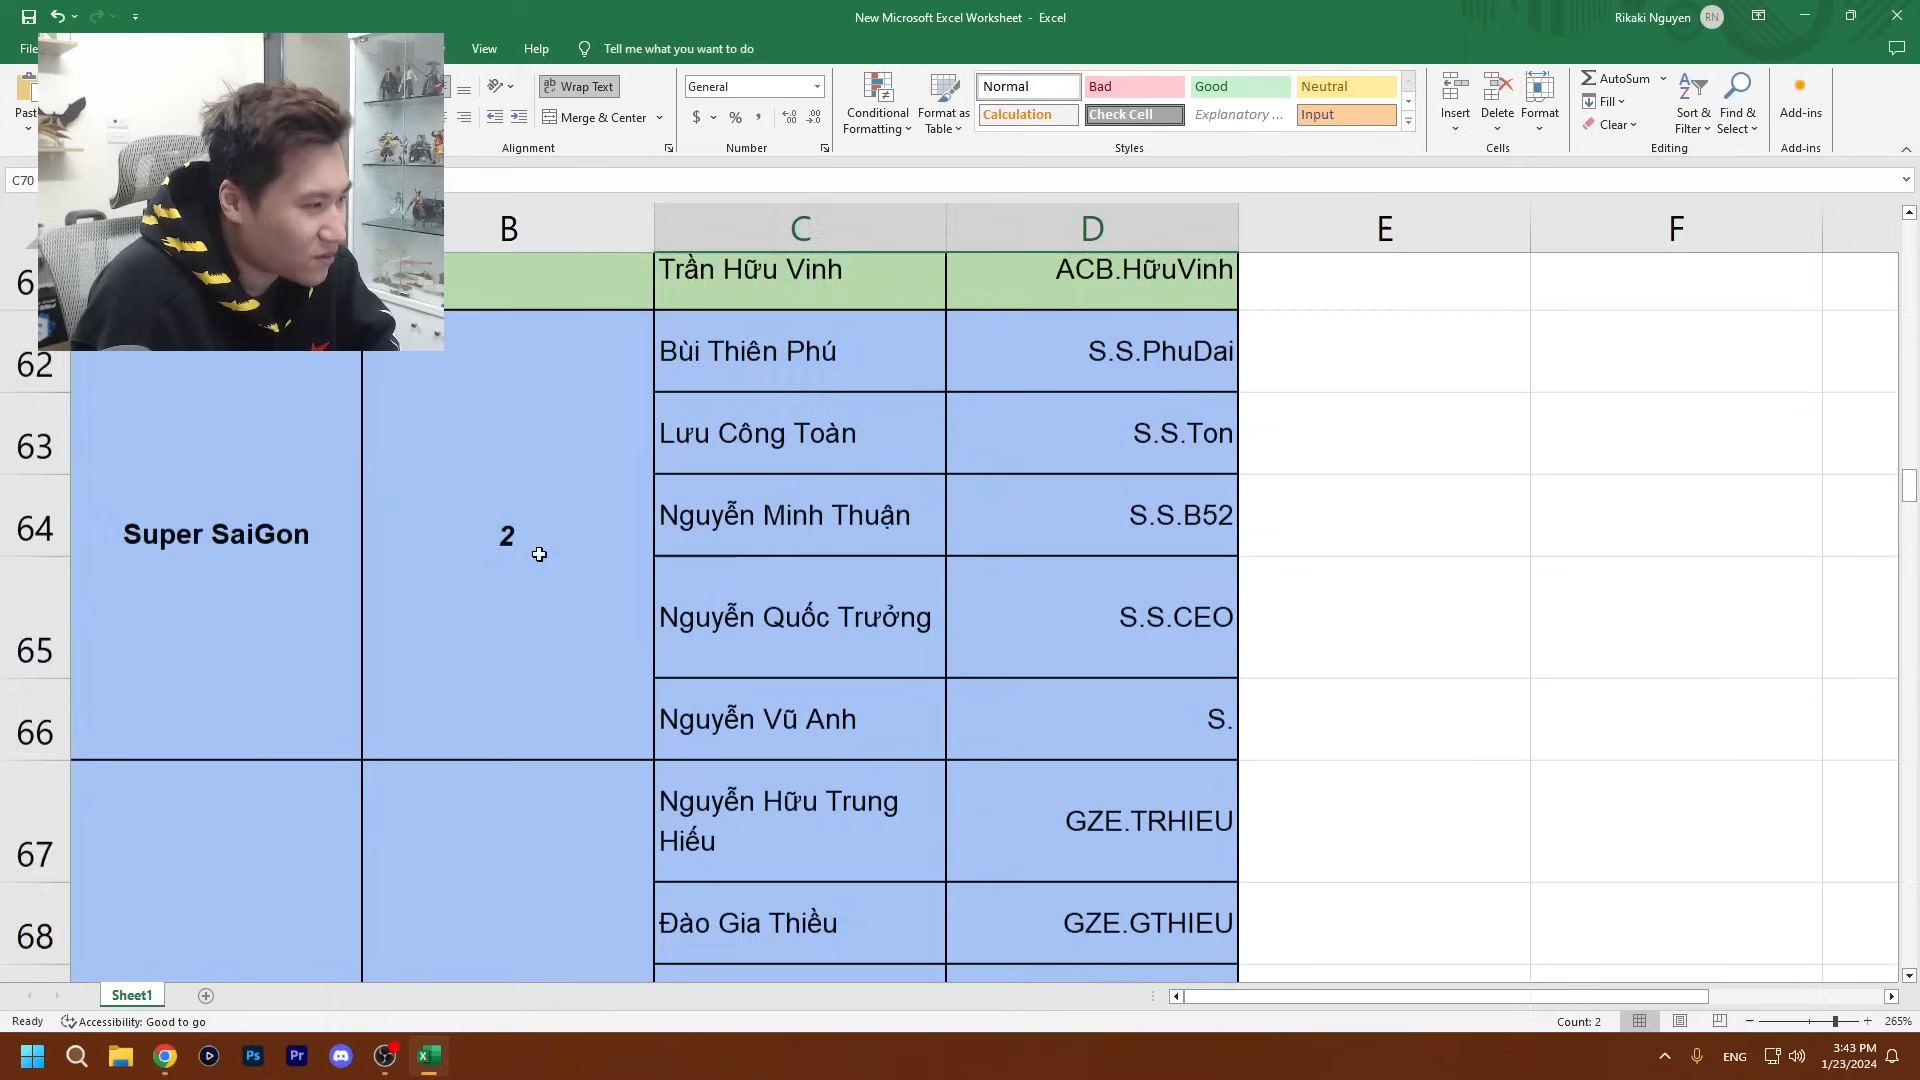 New Microsoft Excel Worksheet - Excel
Rikaki Nguyen
RN
File
View
Help
Tell me what you want to do
Paste
Wrap Text
General
Merge & Center
$ % ,
Alignment
Number
Conditional
Formatting
Format as
Table
Normal
Bad
Good
Neutral
Calculation
Check Cell
Explanatory ...
Input
Styles
Insert
Delete
Format
Cells
AutoSum
Fill
Clear
Sort &
Filter
Find &
Select
Editing
Add-ins
Add-ins
C70
B C D E F
Trần Hữu Vinh ACB.HữuVinh
62 Bùi Thiên Phú S.S.PhuDai
63 Lưu Công Toàn S.S.Ton
64 Super SaiGon 2 Nguyễn Minh Thuận S.S.B52
65 Nguyễn Quốc Trưởng S.S.CEO
66 Nguyễn Vũ Anh S.
67 Nguyễn Hữu Trung
Hiếu GZE.TRHIEU
68 Đào Gia Thiều GZE.GTHIEU
Sheet1
Ready
Accessibility: Good to go
Count: 2
265%
Ps
Pr
ENG
3:43 PM
1/23/2024